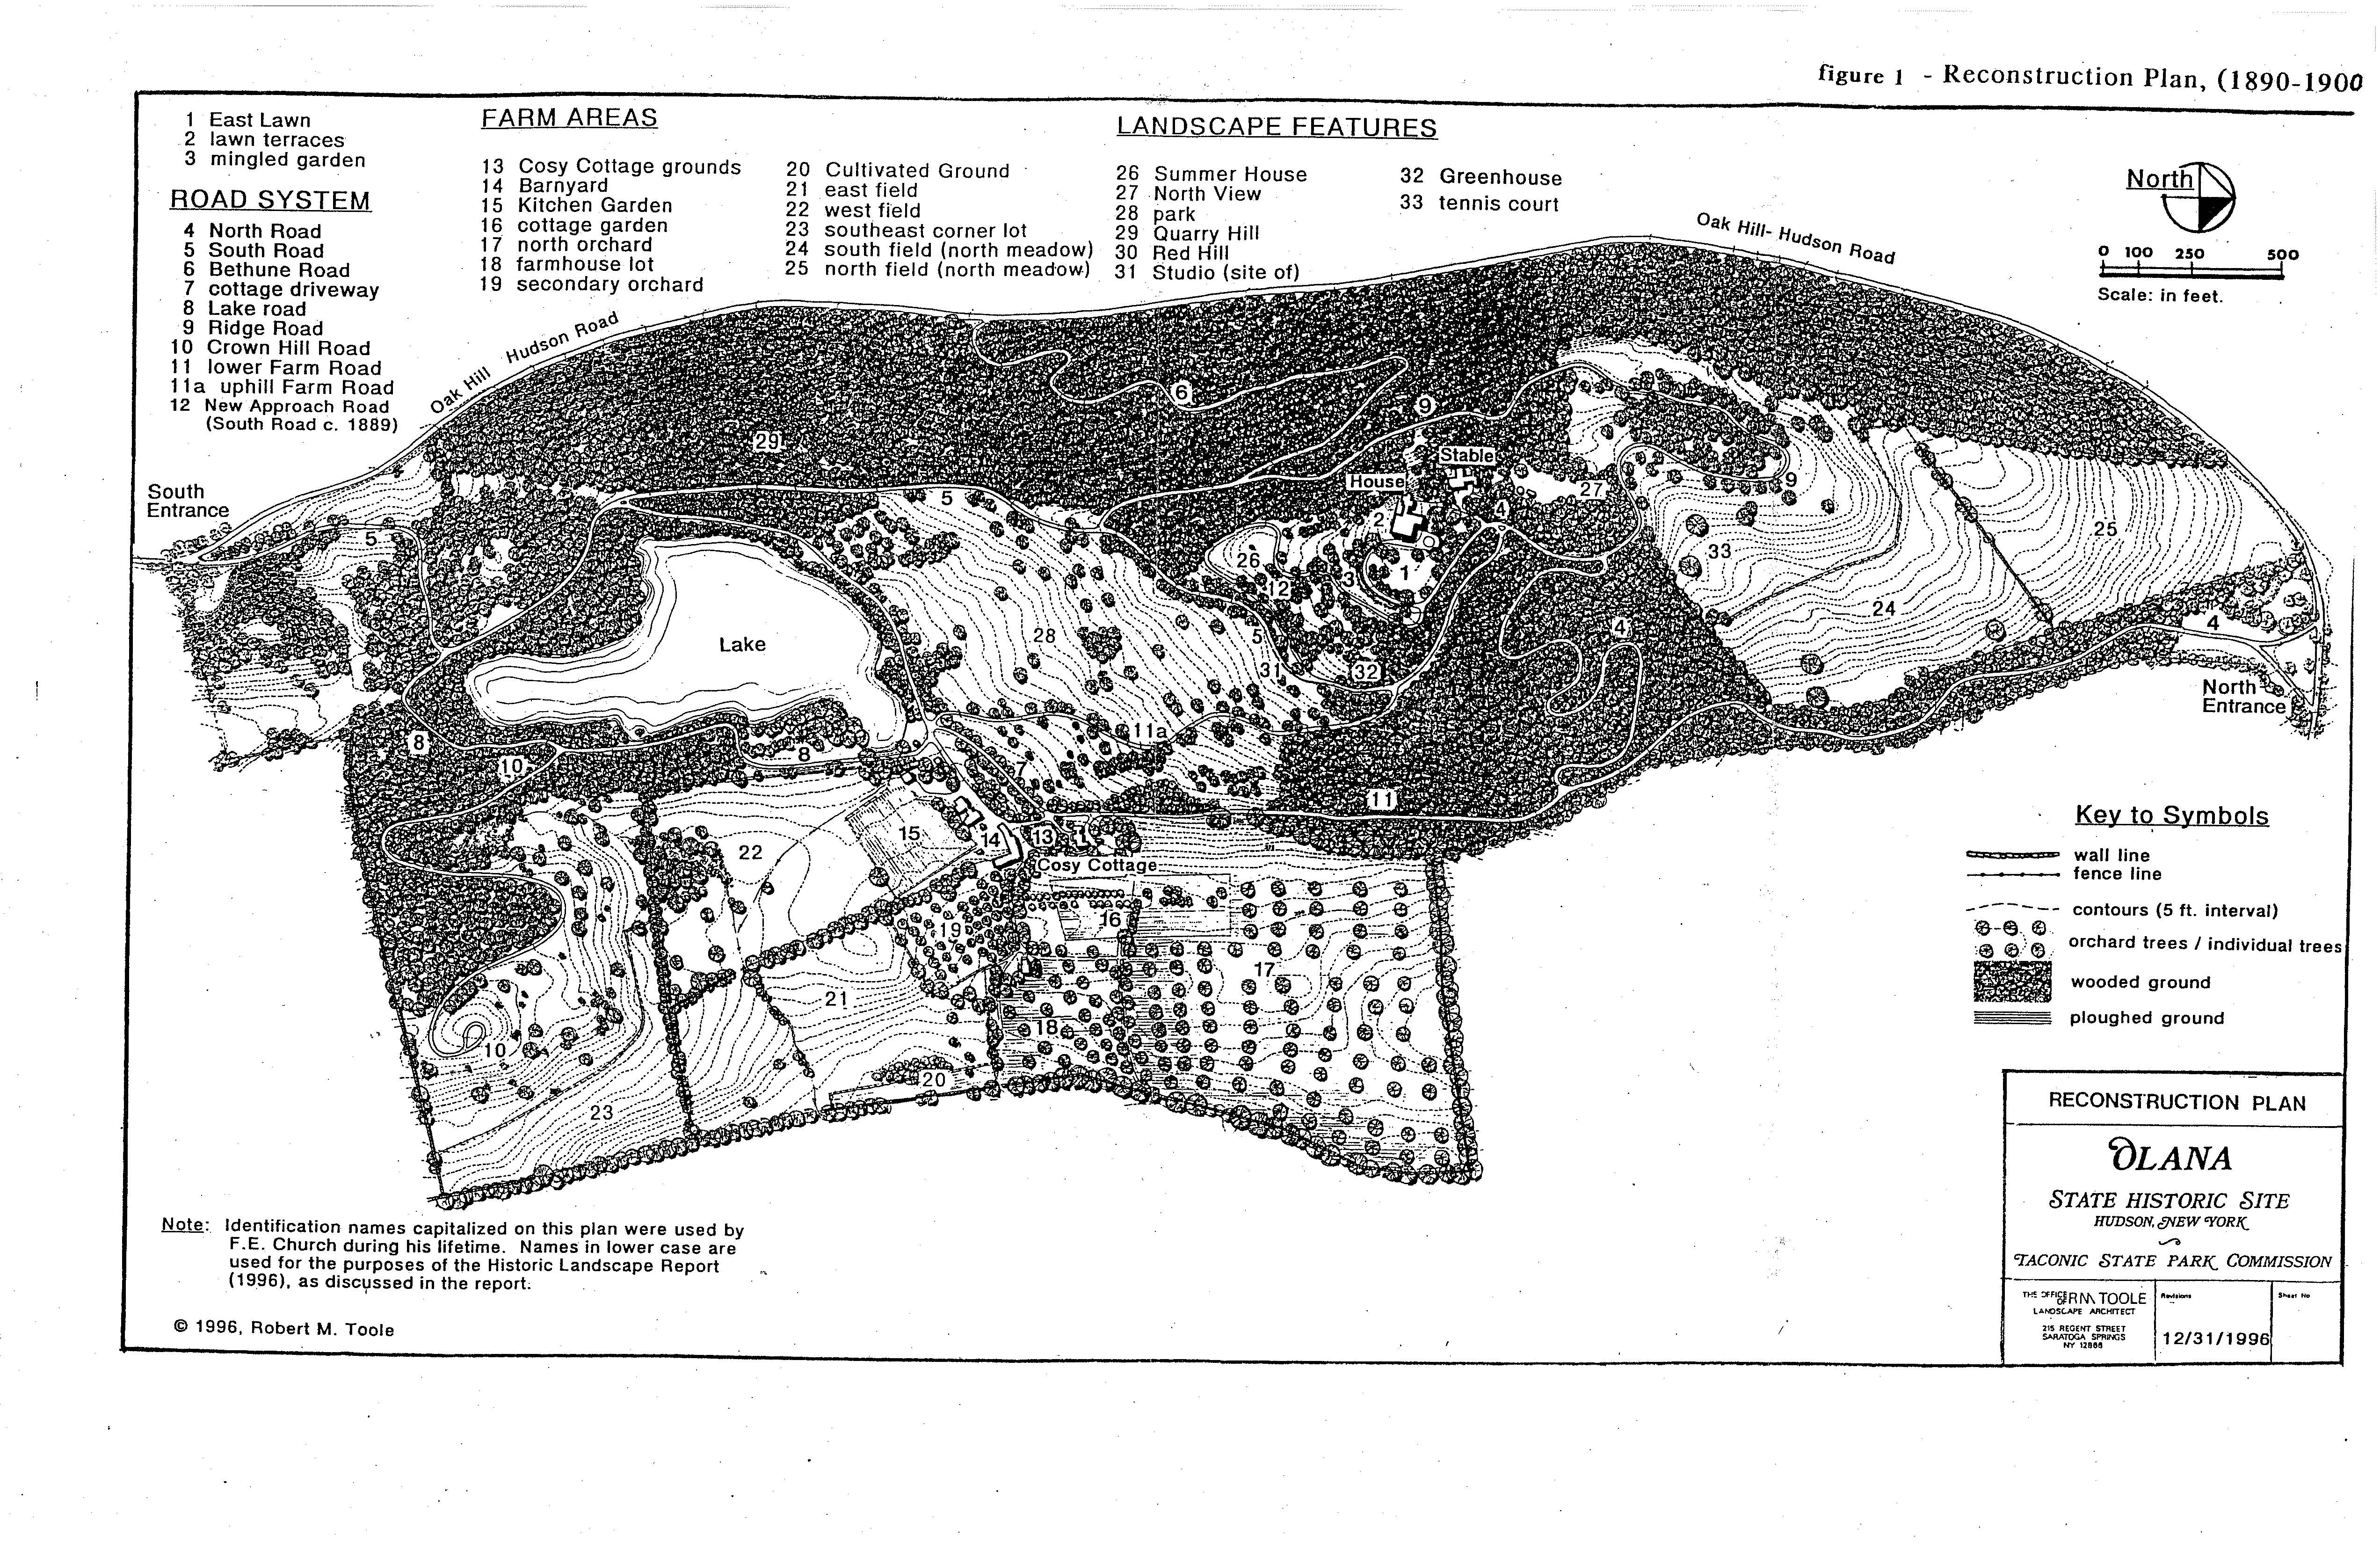 figure 1 - Reconstruction Plan, (1890-1900
1 East Lawn
2 lawn terraces
3 mingled garden
ROAD SYSTEM
4 North Road
5 South Road
6 Bethune Road
7 cottage driveway
8 Lake road
9 Ridge Road
10 Crown Hill Road
11 lower Farm Road
11a uphill Farm Road
12 New Approach Road
(South Road c. 1889)
FARM AREAS
13 Cosy Cottage grounds
14 Barnyard
15 Kitchen Garden
16 cottage garden
17 north orchard
18 farmhouse lot
19 secondary orchard
20 Cultivated Ground
21 east field
22 west field
23 southeast corner lot
24 south field (north meadow)
25 north field (north meadow)
LANDSCAPE FEATURES
26 Summer House
27 North View
28 park
29 Quarry Hill
30 Red Hill
31 Studio (site of)
32 Greenhouse
33 tennis court
North
0 100 250 500
Scale: in feet.
Oak Hill- Hudson Road
Oak Hill Hudson Road
South
Entrance
6
9
29
Stable
House
5
27
9
4
2
5
25
33
26
1
3
12
24
4
4
Lake
28
5
31
32
North
Entrance
11a
8
8
10
7
11
15
14
13
22
Cosy Cottage
16
19
17
21
18
10
20
23
Key to Symbols
wall line
fence line
contours (5 ft. interval)
orchard trees / individual trees
wooded ground
ploughed ground
RECONSTRUCTION PLAN
OLANA
STATE HISTORIC SITE
HUDSON, NEW YORK
TACONIC STATE PARK COMMISSION
THE OFFICE OF R M TOOLE
LANDSCAPE ARCHITECT
215 REGENT STREET
SARATOGA SPRINGS
NY 12866
Revisions
12/31/1996
Sheet No
Note: Identification names capitalized on this plan were used by
F.E. Church during his lifetime. Names in lower case are
used for the purposes of the Historic Landscape Report
(1996), as discussed in the report.
© 1996, Robert M. Toole